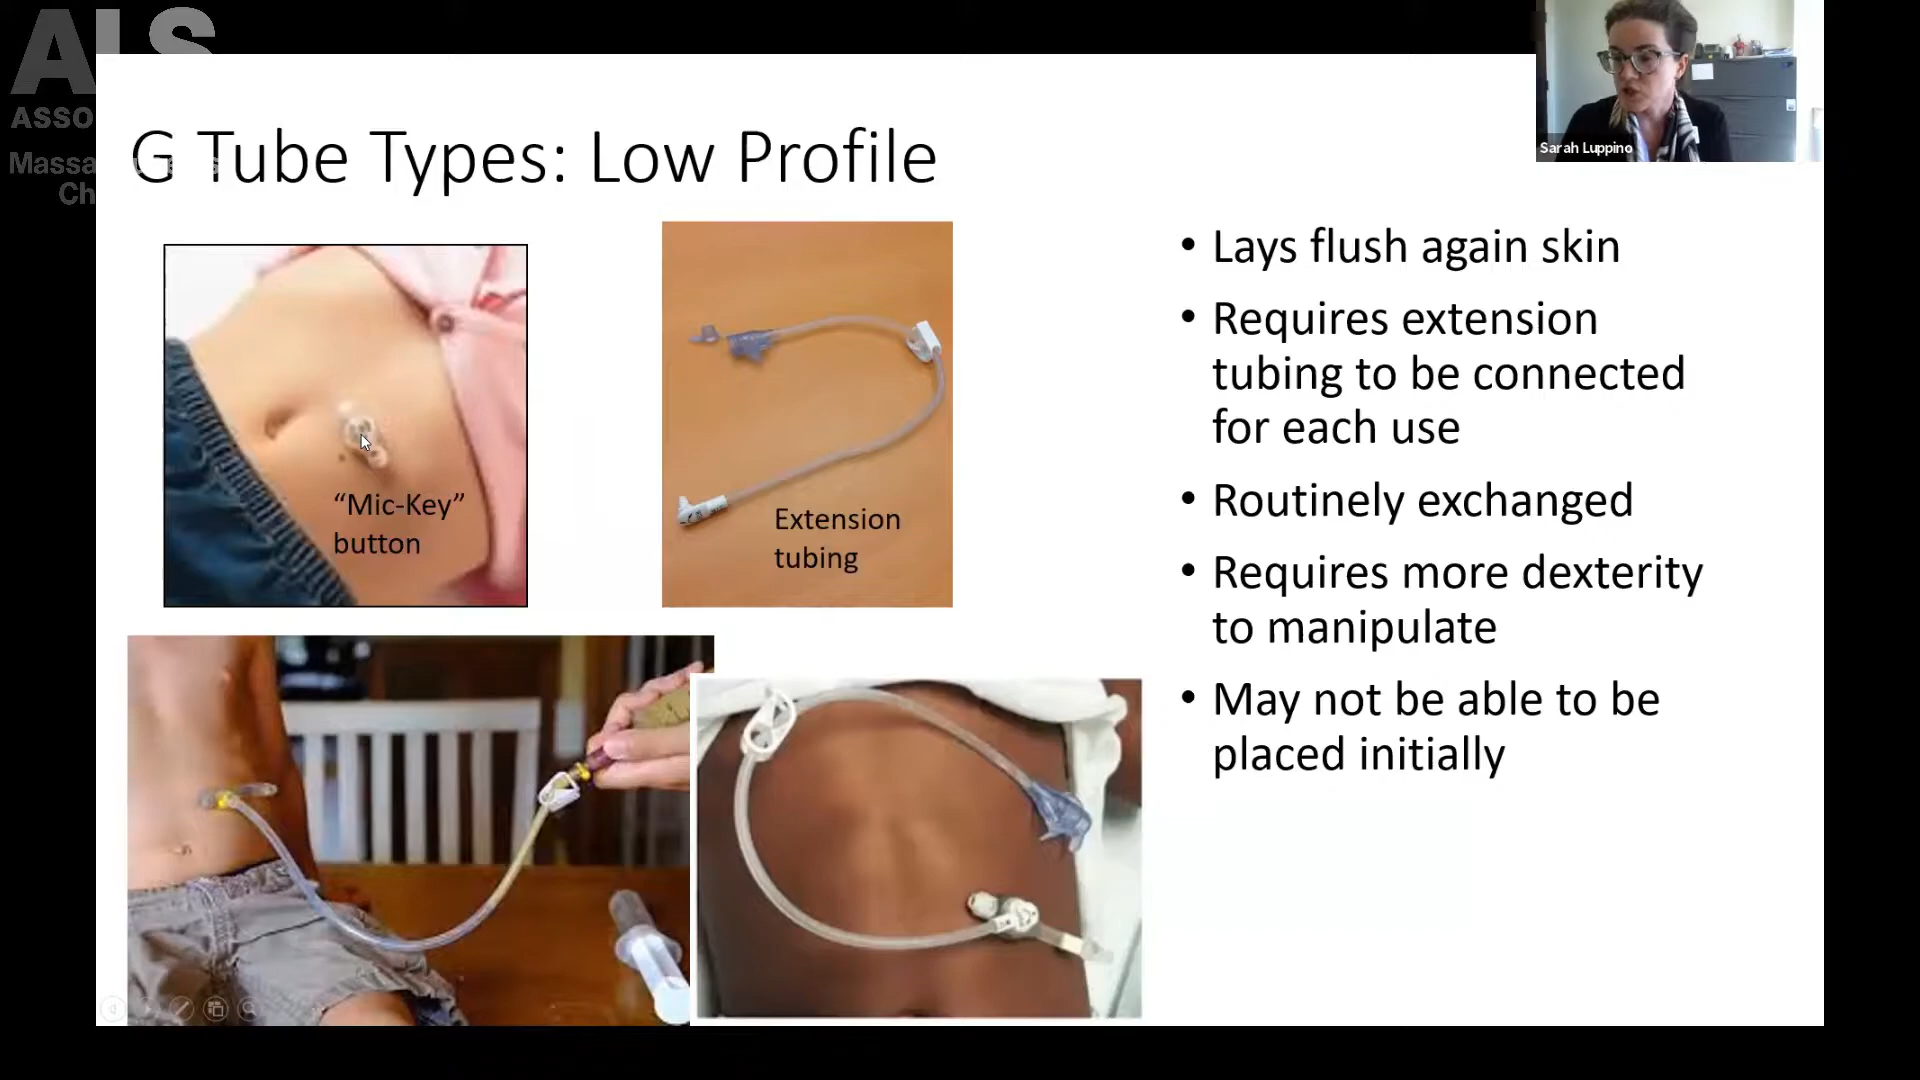 ALS
ASSO
Massa
Ch
Sarah Luppino
G Tube Types: Low Profile
“Mic-Key”
button
Extension
tubing
• Lays flush again skin
• Requires extension
tubing to be connected
for each use
• Routinely exchanged
• Requires more dexterity
to manipulate
• May not be able to be
placed initially